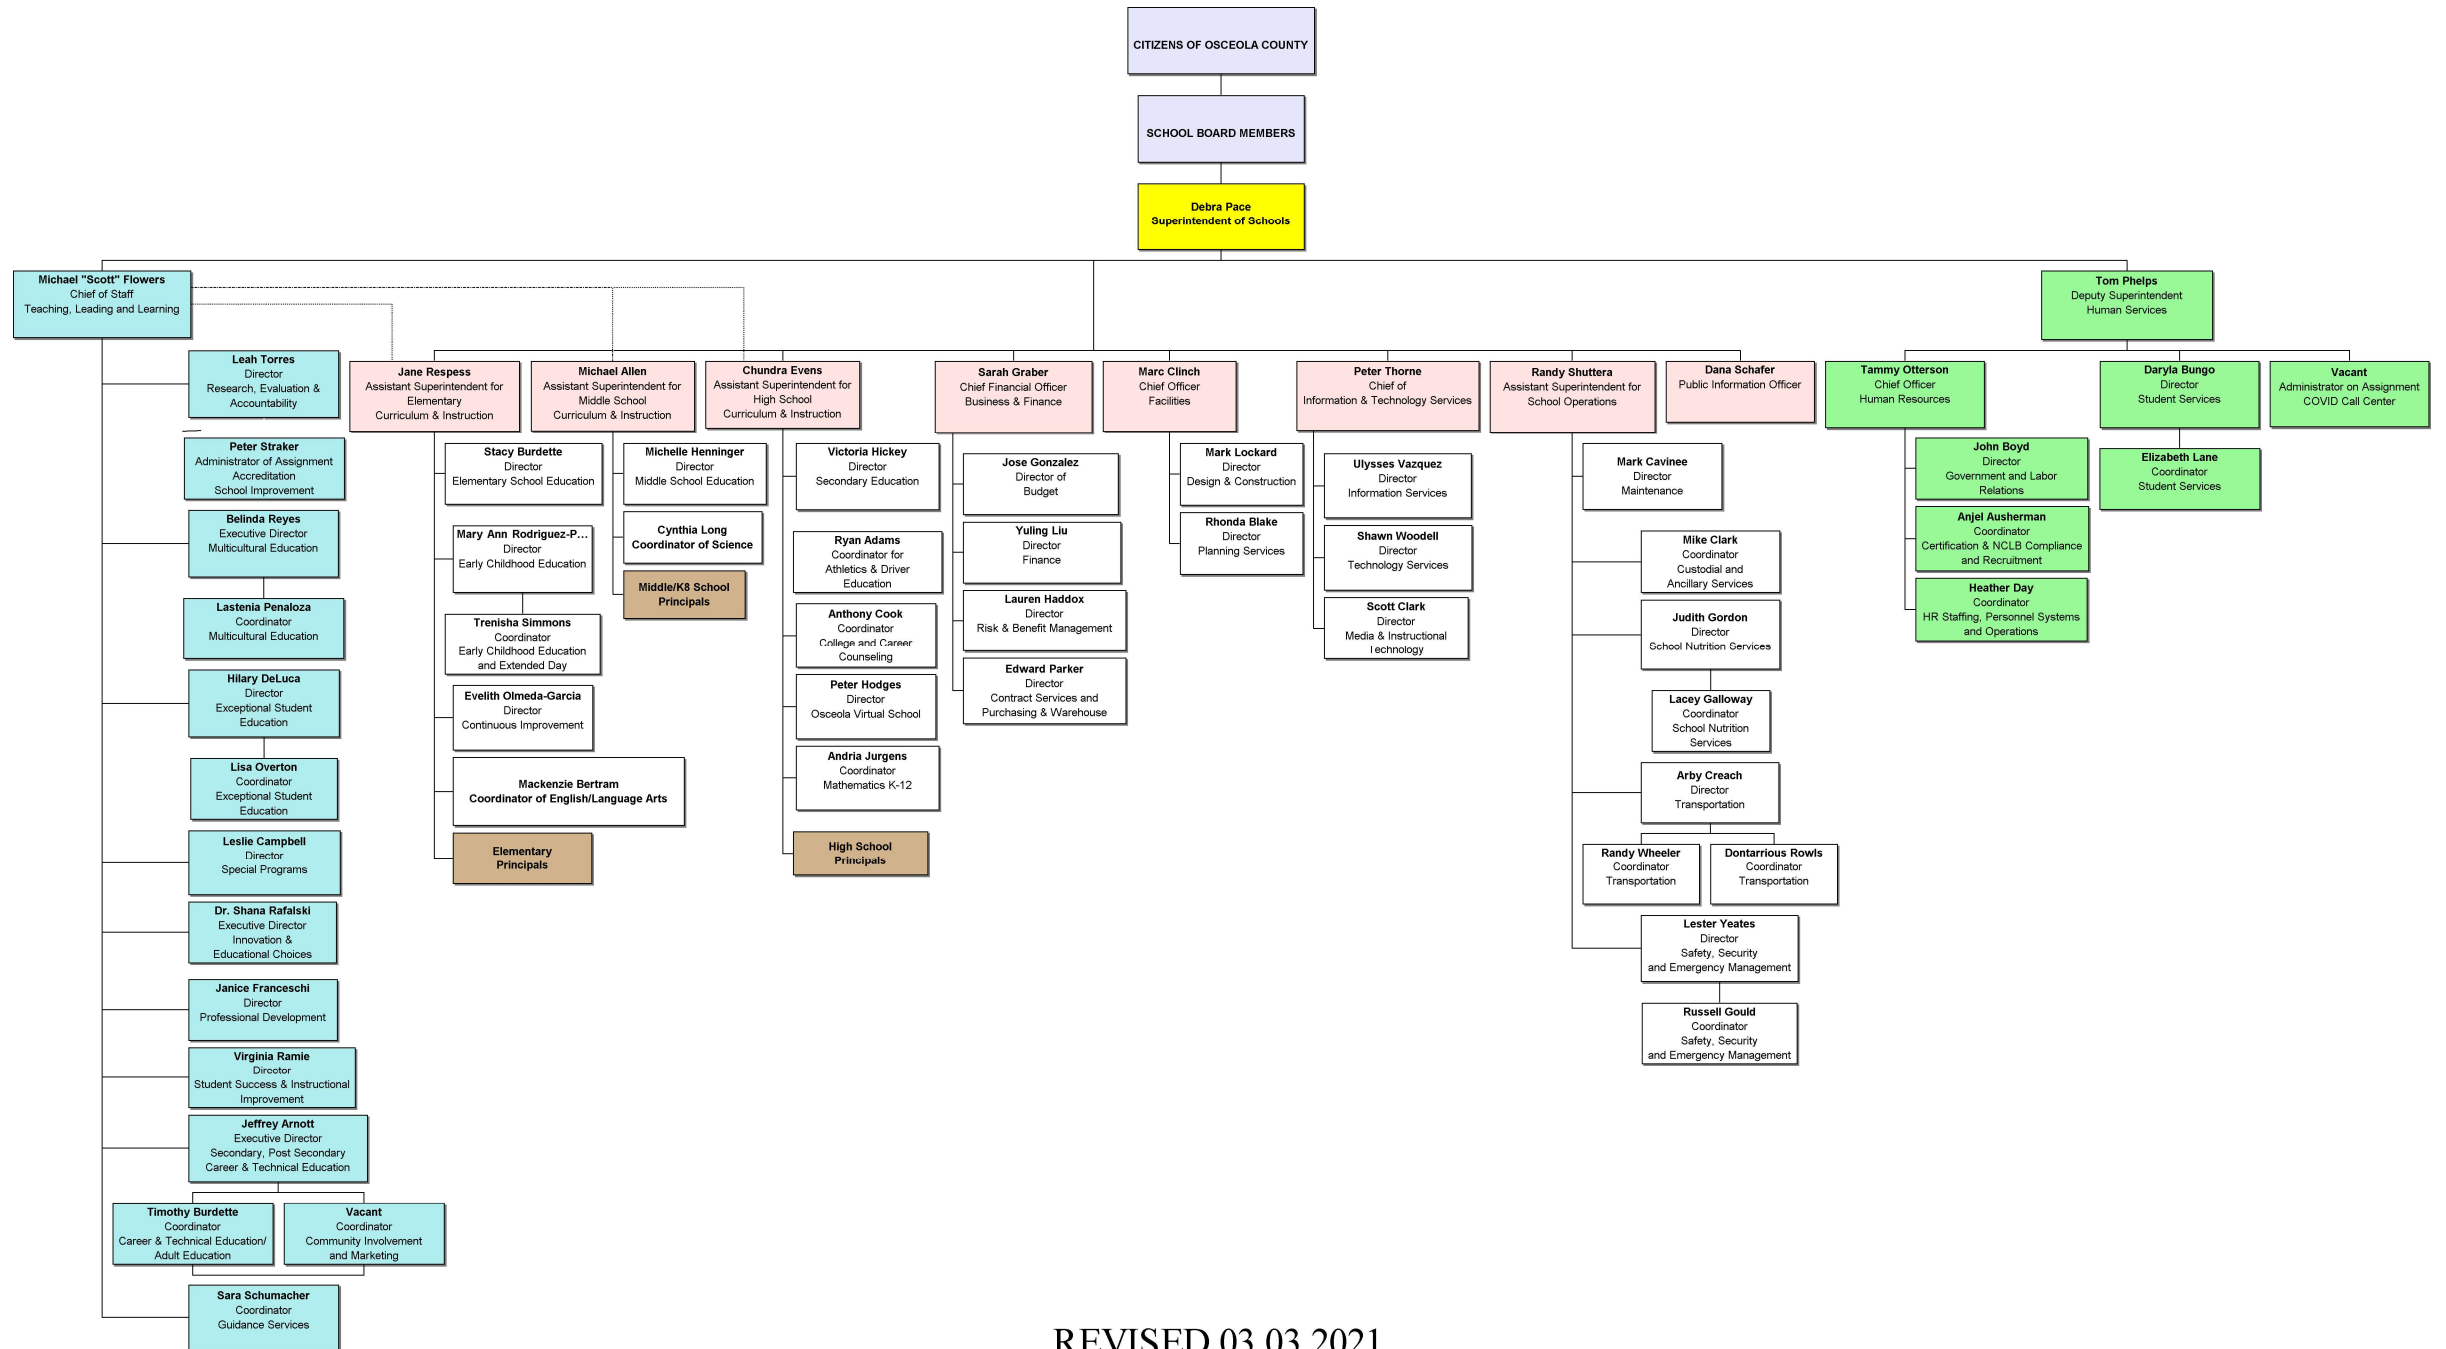 CITIZENS OF OSCEOLA COUNTY
SCHOOL BOARD MEMBERS
Debra Pace
Superintendent of Schools
Michael "Scott" Flowers
Chief of Staff
Teaching, Leading and Learning
Tom Phelps
Deputy Superintendent
Human Services
Leah Torres
Director
Research, Evaluation &
Accountability
Peter Straker
Administrator of Assignment
Accreditation
School Improvement
Belinda Reyes
Executive Director
Multicultural Education
Lastenia Penaloza
Coordinator
Multicultural Education
Hilary DeLuca
Director
Exceptional Student
Education
Lisa Overton
Coordinator
Exceptional Student
Education
Leslie Campbell
Director
Special Programs
Dr. Shana Rafalski
Executive Director
Innovation &
Educational Choices
Janice Franceschi
Director
Professional Development
Virginia Ramie
Director
Student Success & Instructional
Improvement
Jeffrey Arnott
Executive Director
Secondary, Post Secondary
Career & Technical Education
Timothy Burdette
Coordinator
Career & Technical Education/
Adult Education
Vacant
Coordinator
Community Involvement
and Marketing
Sara Schumacher
Coordinator
Guidance Services
Jane Respess
Assistant Superintendent for
Elementary
Curriculum & Instruction
Stacy Burdette
Director
Elementary School Education
Mary Ann Rodriguez-P...
Director
Early Childhood Education
Trenisha Simmons
Coordinator
Early Childhood Education
and Extended Day
Evelith Olmeda-Garcia
Director
Continuous Improvement
Mackenzie Bertram
Coordinator of English/Language Arts
Elementary
Principals
Michael Allen
Assistant Superintendent for
Middle School
Curriculum & Instruction
Michelle Henninger
Director
Middle School Education
Cynthia Long
Coordinator of Science
Middle/K8 School
Principals
Chundra Evens
Assistant Superintendent for
High School
Curriculum & Instruction
Victoria Hickey
Director
Secondary Education
Ryan Adams
Coordinator for
Athletics & Driver
Education
Anthony Cook
Coordinator
College and Career
Counseling
Peter Hodges
Director
Osceola Virtual School
Andria Jurgens
Coordinator
Mathematics K-12
High School
Principals
Sarah Graber
Chief Financial Officer
Business & Finance
Jose Gonzalez
Director of
Budget
Yuling Liu
Director
Finance
Lauren Haddox
Director
Risk & Benefit Management
Edward Parker
Director
Contract Services and
Purchasing & Warehouse
Marc Clinch
Chief Officer
Facilities
Mark Lockard
Director
Design & Construction
Rhonda Blake
Director
Planning Services
Peter Thorne
Chief of
Information & Technology Services
Ulysses Vazquez
Director
Information Services
Shawn Woodell
Director
Technology Services
Scott Clark
Director
Media & Instructional
Technology
Randy Shuttera
Assistant Superintendent for
School Operations
Mark Cavinee
Director
Maintenance
Mike Clark
Coordinator
Custodial and
Ancillary Services
Judith Gordon
Director
School Nutrition Services
Lacey Galloway
Coordinator
School Nutrition
Services
Arby Creach
Director
Transportation
Randy Wheeler
Coordinator
Transportation
Dontarrious Rowls
Coordinator
Transportation
Lester Yeates
Director
Safety, Security
and Emergency Management
Russell Gould
Coordinator
Safety, Security
and Emergency Management
Dana Schafer
Public Information Officer
Tammy Otterson
Chief Officer
Human Resources
John Boyd
Director
Government and Labor
Relations
Anjel Ausherman
Coordinator
Certification & NCLB Compliance
and Recruitment
Heather Day
Coordinator
HR Staffing, Personnel Systems
and Operations
Daryla Bungo
Director
Student Services
Elizabeth Lane
Coordinator
Student Services
Vacant
Administrator on Assignment
COVID Call Center
REVISED 03.03.2021